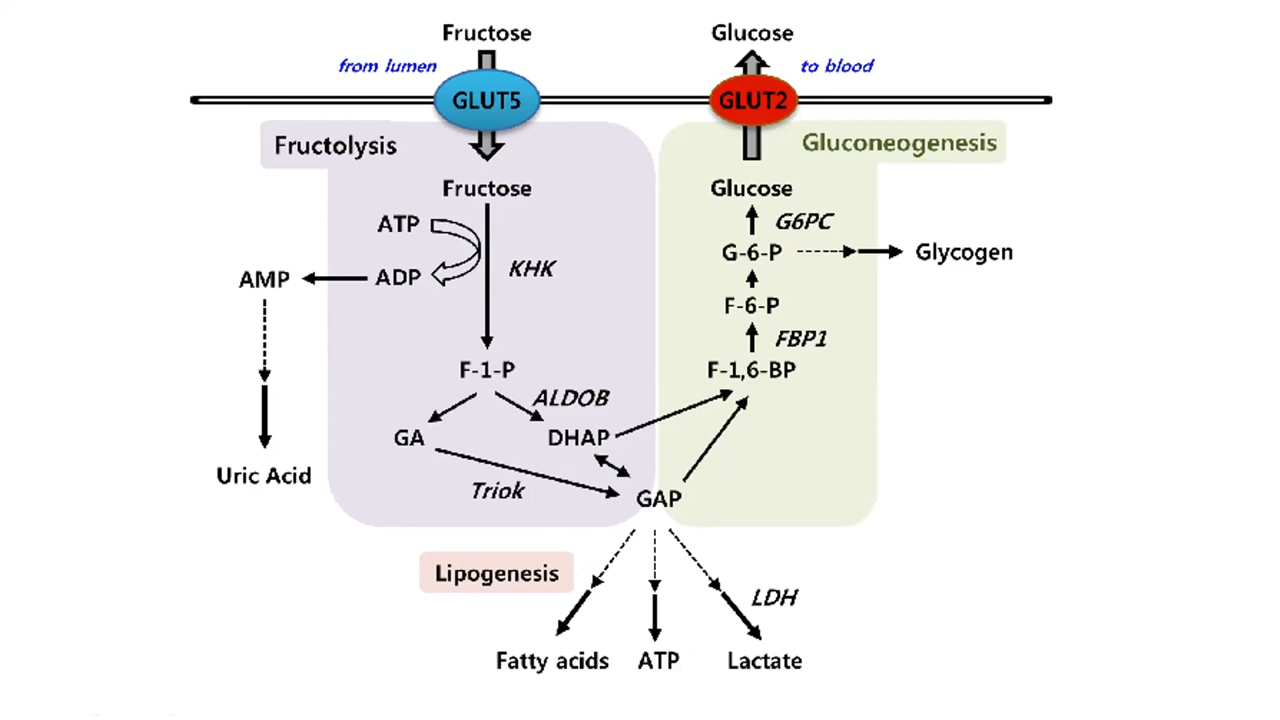 Fructose
Glucose
from lumen
to blood
GLUT5
GLUT2
Fructolysis
Gluconeogenesis
Fructose
Glucose
ATP
G6PC
G-6-P
Glycogen
KHK
AMP
ADP
F-6-P
FBP1
F-1-P
F-1,6-BP
ALDOB
GA
DHAP
Uric Acid
Triok
GAP
Lipogenesis
LDH
Fatty acids
ATP
Lactate